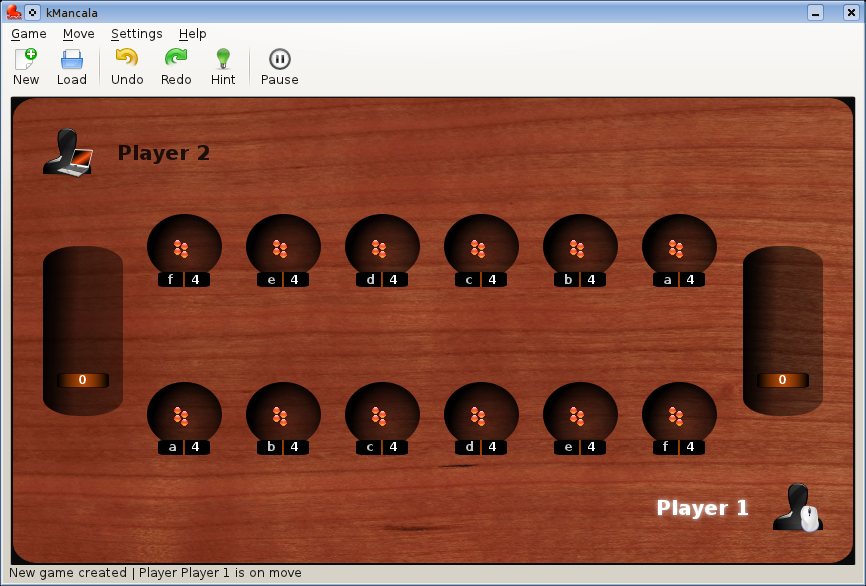 kMancala
Game Move Settings Help
New Load Undo Redo Hint Pause
Player 2
f 4 e 4 d 4 c 4 b 4 a 4
0 0
a 4 b 4 c 4 d 4 e 4 f 4
Player 1
New game created | Player Player 1 is on move